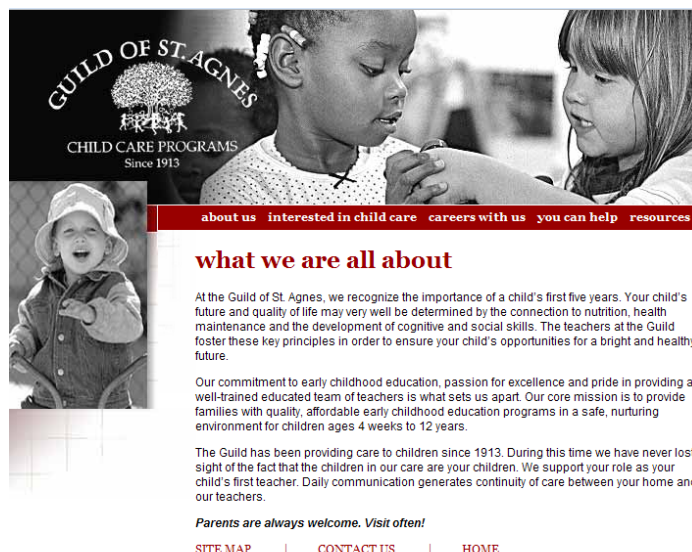 GUILD OF ST. AGNES
CHILD CARE PROGRAMS
Since 1913
about us interested in child care careers with us you can help resources
what we are all about
At the Guild of St. Agnes, we recognize the importance of a child's first five years. Your child's
future and quality of life may very well be determined by the connection to nutrition, health
maintenance and the development of cognitive and social skills. The teachers at the Guild
foster these key principles in order to ensure your child's opportunities for a bright and healthy
future.
Our commitment to early childhood education, passion for excellence and pride in providing a
well-trained educated team of teachers is what sets us apart. Our core mission is to provide
families with quality, affordable early childhood education programs in a safe, nurturing
environment for children ages 4 weeks to 12 years.
The Guild has been providing care to children since 1913. During this time we have never lost
sight of the fact that the children in our care are your children. We support your role as your
child's first teacher. Daily communication generates continuity of care between your home and
our teachers.
Parents are always welcome. Visit often!
SITE MAP | CONTACT US | HOME